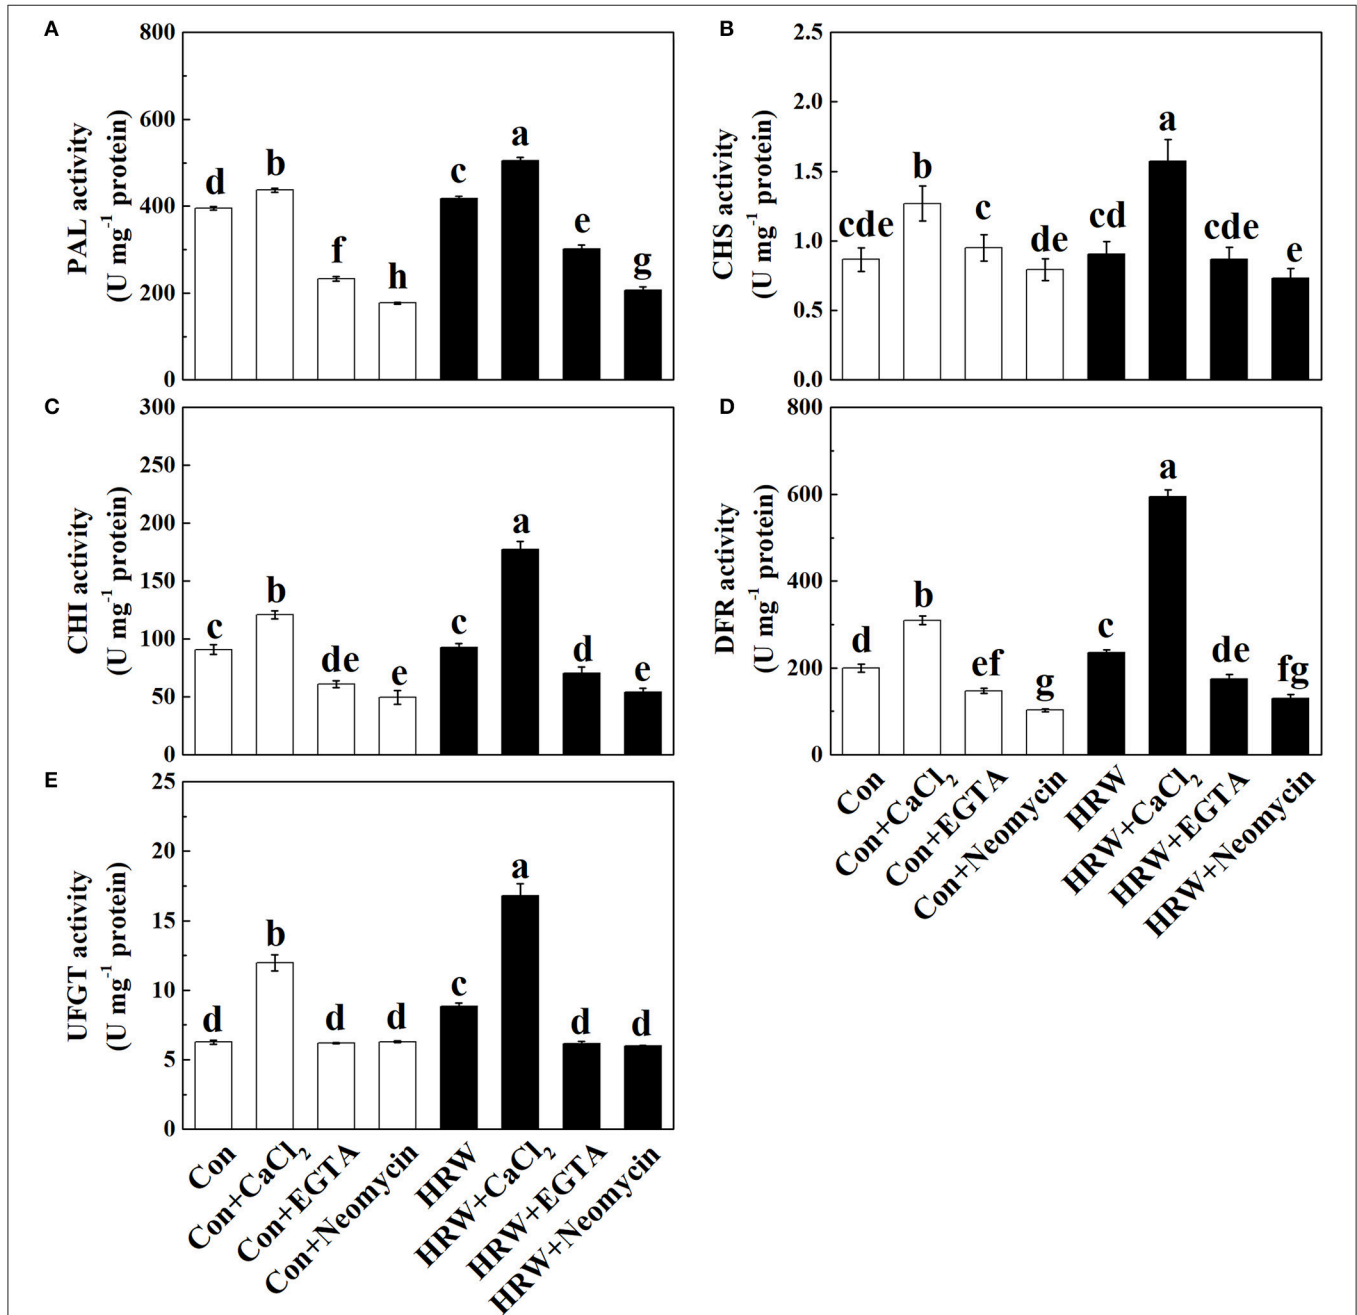 A
PAL activity
(U mg⁻¹ protein)
800
600
400
200
0
d
b
f
h
c
a
e
g
B
CHS activity
(U mg⁻¹ protein)
2.5
2.0
1.5
1.0
0.5
0.0
cde
b
c
de
cd
a
cde
e
C
CHI activity
(U mg⁻¹ protein)
300
250
200
150
100
50
0
c
b
de
e
c
a
d
e
D
DFR activity
(U mg⁻¹ protein)
800
600
400
200
0
d
b
ef
g
c
a
de
fg
Con
Con+CaCl₂
Con+EGTA
Con+Neomycin
HRW
HRW+CaCl₂
HRW+EGTA
HRW+Neomycin
E
UFGT activity
(U mg⁻¹ protein)
25
20
15
10
5
0
d
b
d
d
c
a
d
d
Con
Con+CaCl₂
Con+EGTA
Con+Neomycin
HRW
HRW+CaCl₂
HRW+EGTA
HRW+Neomycin